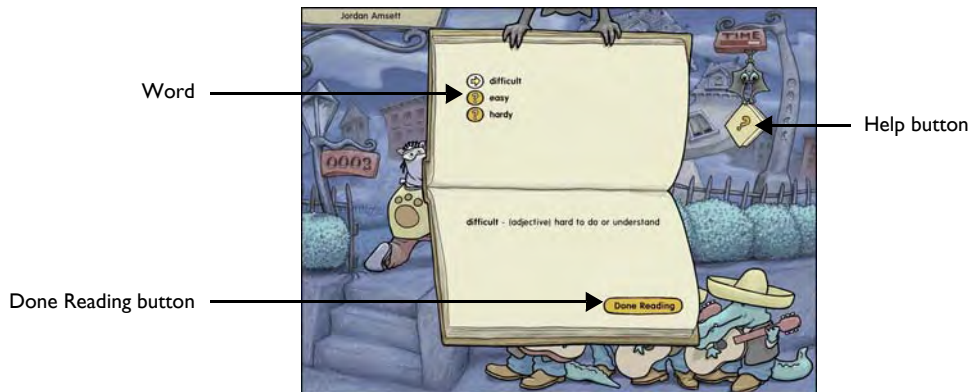 Jordan Amsett
TIME
difficult
Word
easy
?
Help button
?
hardy
?
0003
difficult - (adjective) hard to do or understand
Done Reading button
Done Reading